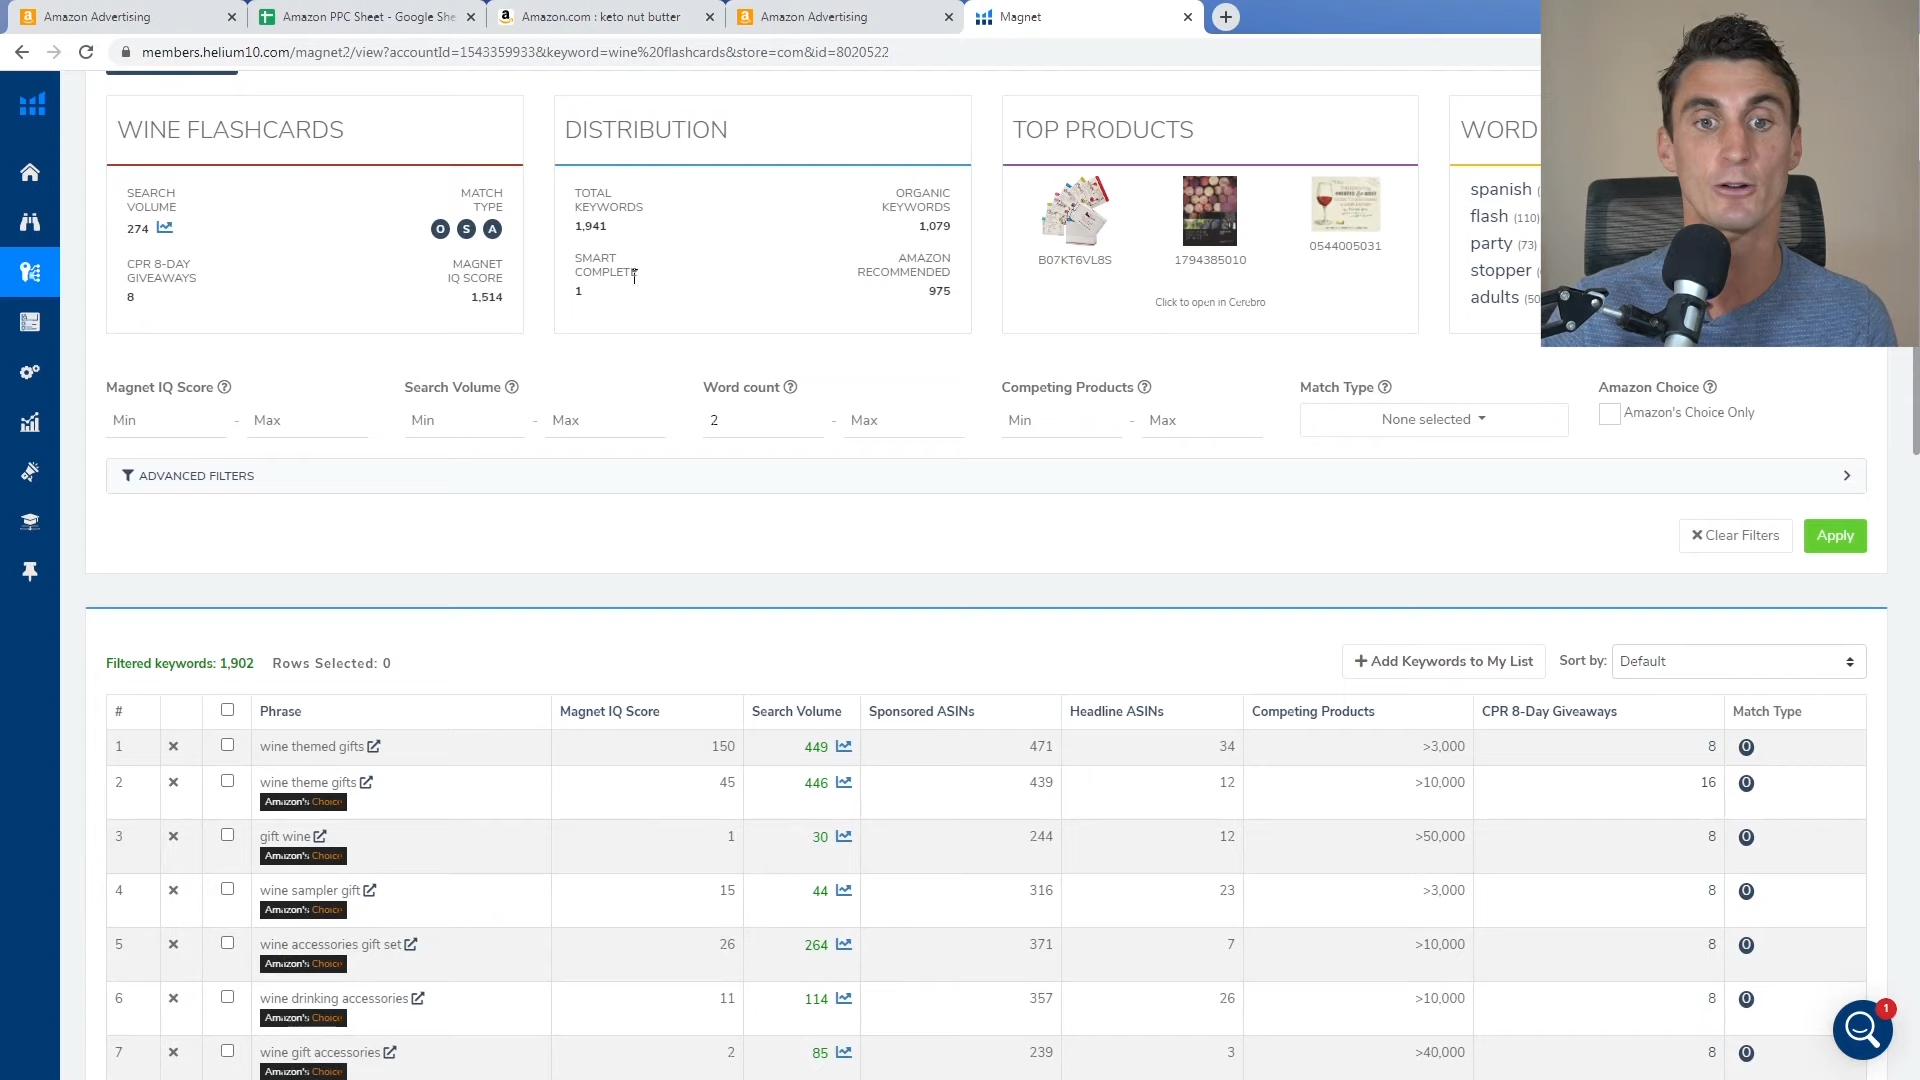 Amazon Advertising
Amazon PPC Sheet - Google She
Amazon.com : keto nut butter
Amazon Advertising
Magnet
members.helium10.com/magnet2/view?accountId=1543359933&keyword=wine%20flashcards&store=com&id=8020522
WINE FLASHCARDS
SEARCH VOLUME
274
MATCH TYPE
O S A
CPR 8-DAY GIVEAWAYS
8
MAGNET IQ SCORE
1,514
DISTRIBUTION
TOTAL KEYWORDS
1,941
ORGANIC KEYWORDS
1,079
SMART COMPLETE
1
AMAZON RECOMMENDED
975
TOP PRODUCTS
B07KT6VL8S
1794385010
0544005031
Click to open in Cerebro
WORD
spanish (
flash (110)
party (73)
stopper (
adults (50
Magnet IQ Score
Min - Max
Search Volume
Min - Max
Word count
2 - Max
Competing Products
Min - Max
Match Type
None selected
Amazon Choice
Amazon's Choice Only
ADVANCED FILTERS
Clear Filters
Apply
Filtered keywords: 1,902 Rows Selected: 0
Add Keywords to My List
Sort by: Default
# Phrase Magnet IQ Score Search Volume Sponsored ASINs Headline ASINs Competing Products CPR 8-Day Giveaways Match Type
1 wine themed gifts 150 449 471 34 >3,000 8 O
2 wine theme gifts 45 446 439 12 >10,000 16 O
Amazon's Choice
3 gift wine 1 30 244 12 >50,000 8 O
Amazon's Choice
4 wine sampler gift 15 44 316 23 >3,000 8 O
Amazon's Choice
5 wine accessories gift set 26 264 371 7 >10,000 8 O
Amazon's Choice
6 wine drinking accessories 11 114 357 26 >10,000 8 O
Amazon's Choice
7 wine gift accessories 2 85 239 3 >40,000 8 O
Amazon's Choice
1